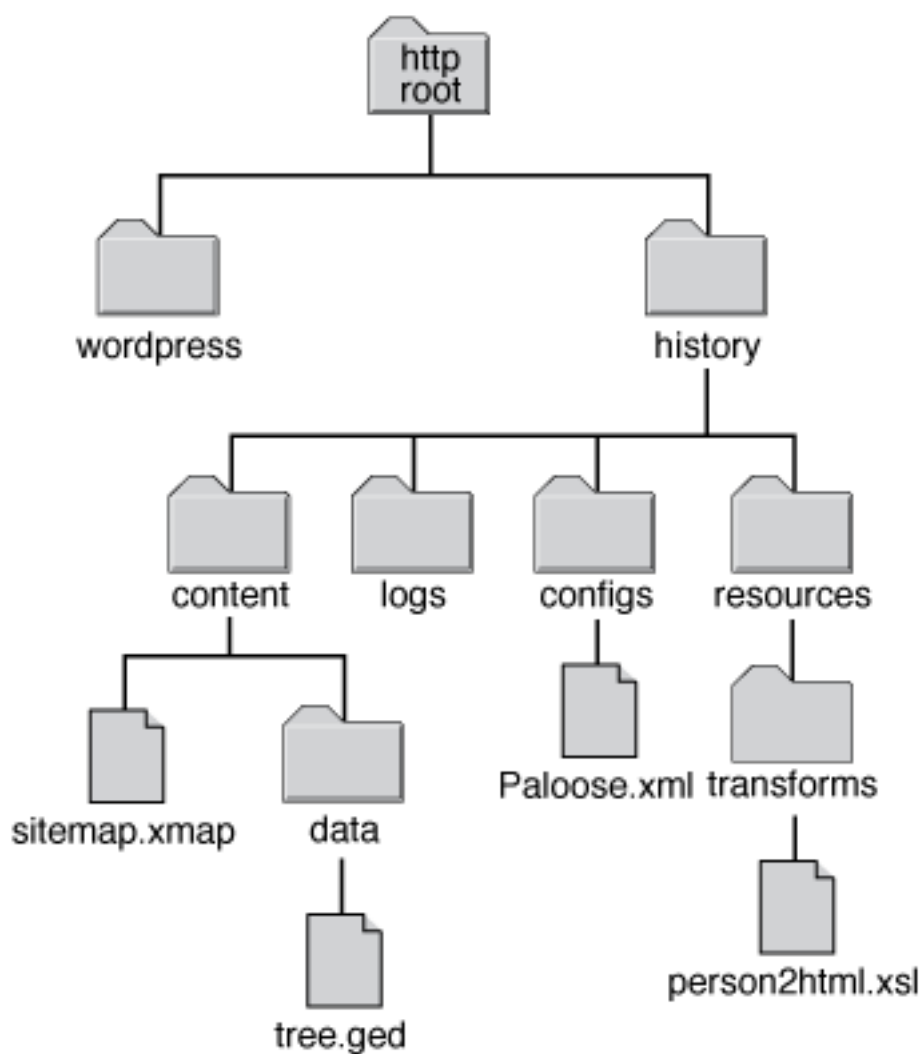 http
root
wordpress
history
content
logs
configs
resources
Paloose.xml
transforms
sitemap.xmap
data
person2html.xsl
tree.ged